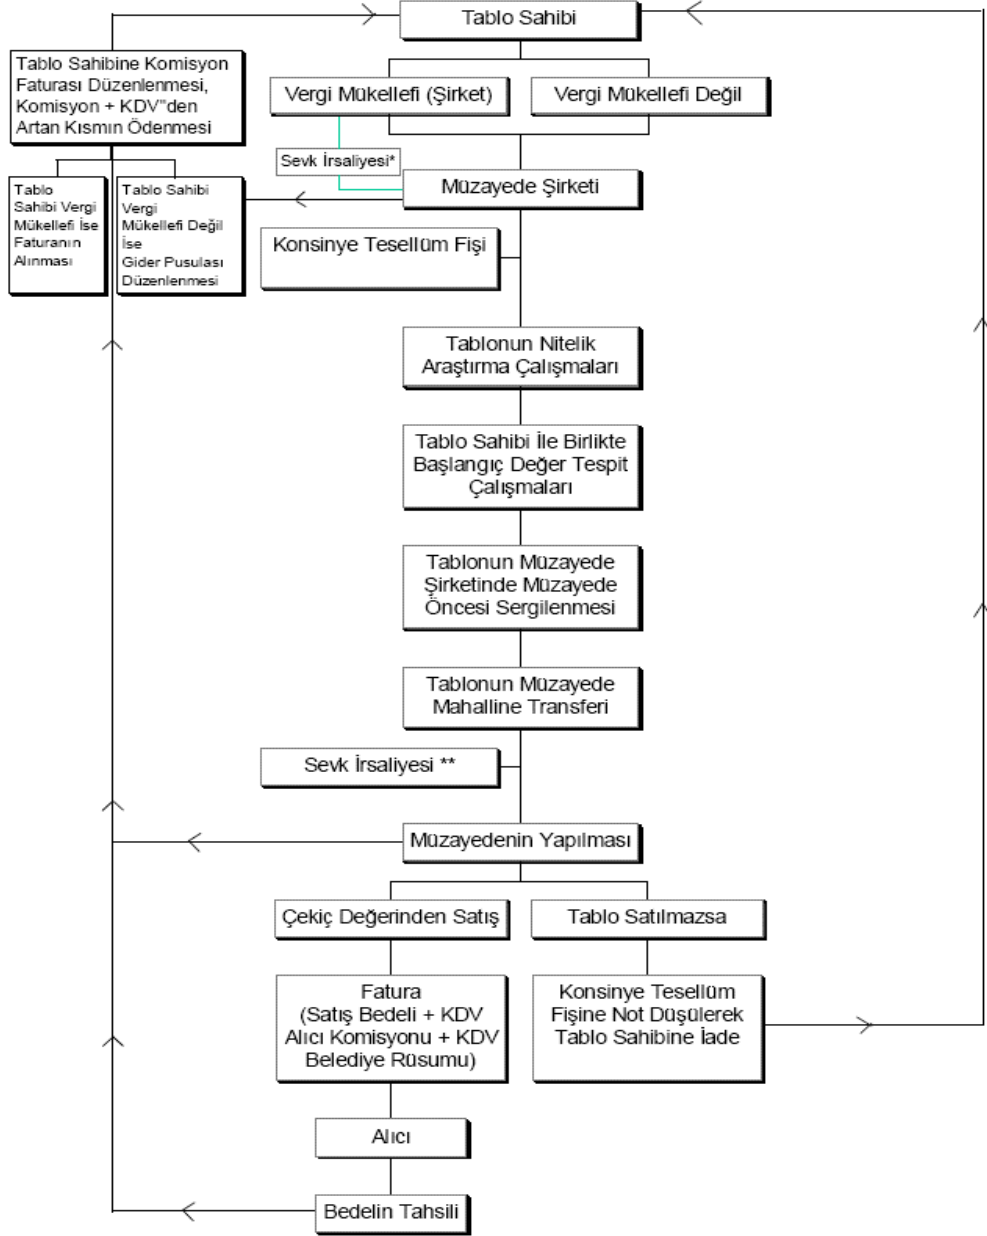 Tablo Sahibi
Tablo Sahibine Komisyon
Faturası Düzenlenmesi,
Komisyon + KDV"den
Artan Kısmın Ödenmesi
Vergi Mükellefi (Şirket)
Vergi Mükellefi Değil
Sevk İrsaliyesi*
Tablo
Sahibi Vergi
Mükellefi İse
Faturanın
Alınması
Tablo Sahibi
Vergi
Mükellefi Değil
İse
Gider Pusulası
Düzenlenmesi
Müzayede Şirketi
Konsinye Tesellüm Fişi
Tablonun Nitelik
Araştırma Çalışmaları
Tablo Sahibi İle Birlikte
Başlangıç Değer Tespit
Çalışmaları
Tablonun Müzayede
Şirketinde Müzayede
Öncesi Sergilenmesi
Tablonun Müzayede
Mahalline Transferi
Sevk İrsaliyesi **
Müzayedenin Yapılması
Çekiç Değerinden Satış
Tablo Satılmazsa
Fatura
(Satış Bedeli + KDV
Alıcı Komisyonu + KDV
Belediye Rüsumu)
Konsinye Tesellüm
Fişine Not Düşülerek
Tablo Sahibine İade
Alıcı
Bedelin Tahsili